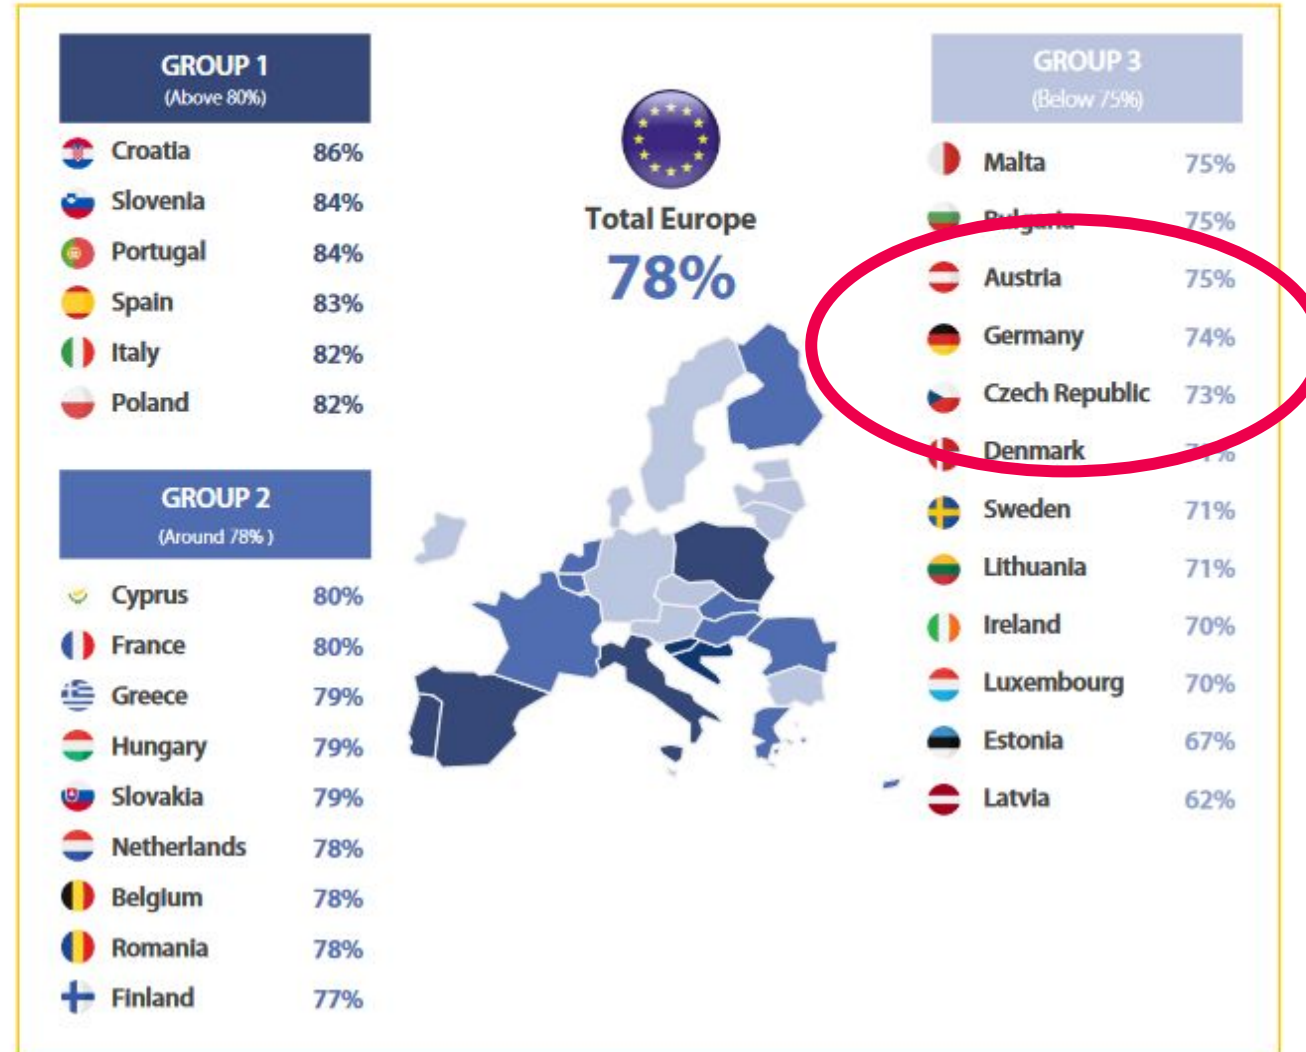 GROUP 1
(Above 80%)
Croatia 86%
Slovenia 84%
Portugal 84%
Spain 83%
Italy 82%
Poland 82%
GROUP 2
(Around 78% )
Cyprus 80%
France 80%
Greece 79%
Hungary 79%
Slovakia 79%
Netherlands 78%
Belgium 78%
Romania 78%
Finland 77%
Total Europe
78%
GROUP 3
(Below 75%)
Malta 75%
Bulgaria 75%
Austria 75%
Germany 74%
Czech Republic 73%
Denmark 71%
Sweden 71%
Lithuania 71%
Ireland 70%
Luxembourg 70%
Estonia 67%
Latvia 62%